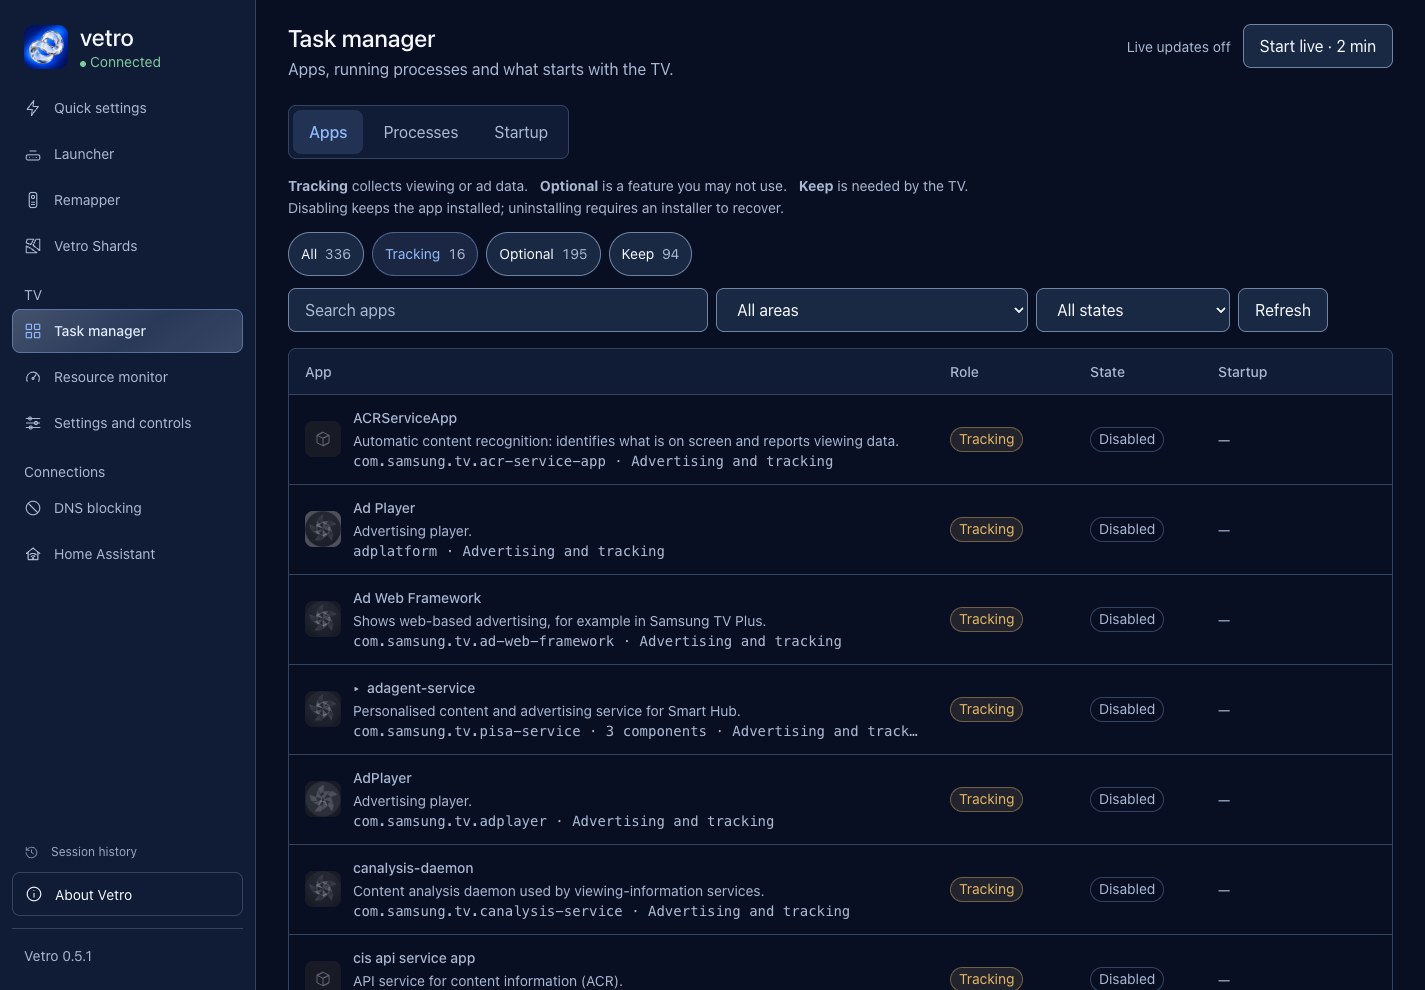 vetro
Connected
Quick settings
Launcher
Remapper
Vetro Shards
TV
Task manager
Resource monitor
Settings and controls
Connections
DNS blocking
Home Assistant
Session history
About Vetro
Vetro 0.5.1
Task manager
Apps, running processes and what starts with the TV.
Live updates off
Start live · 2 min
Apps Processes Startup
Tracking collects viewing or ad data. Optional is a feature you may not use. Keep is needed by the TV.
Disabling keeps the app installed; uninstalling requires an installer to recover.
All 336 Tracking 16 Optional 195 Keep 94
Search apps All areas All states Refresh
App Role State Startup
ACRServiceApp
Automatic content recognition: identifies what is on screen and reports viewing data.
com.samsung.tv.acr-service-app · Advertising and tracking
Tracking Disabled —
Ad Player
Advertising player.
adplatform · Advertising and tracking
Tracking Disabled —
Ad Web Framework
Shows web-based advertising, for example in Samsung TV Plus.
com.samsung.tv.ad-web-framework · Advertising and tracking
Tracking Disabled —
▸ adagent-service
Personalised content and advertising service for Smart Hub.
com.samsung.tv.pisa-service · 3 components · Advertising and track…
Tracking Disabled —
AdPlayer
Advertising player.
com.samsung.tv.adplayer · Advertising and tracking
Tracking Disabled —
canalysis-daemon
Content analysis daemon used by viewing-information services.
com.samsung.tv.canalysis-service · Advertising and tracking
Tracking Disabled —
cis api service app
API service for content information (ACR).
Tracking Disabled —